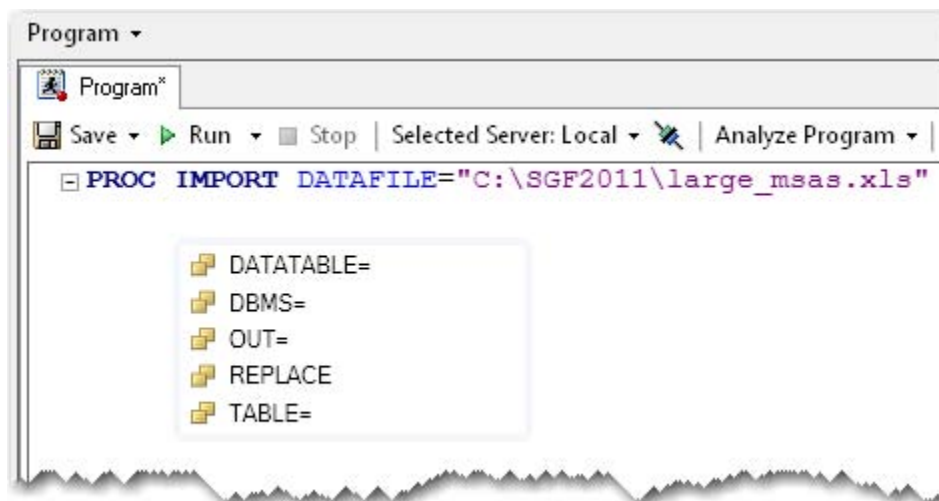 Program
Program*
Save Run Stop | Selected Server: Local | Analyze Program |
PROC IMPORT DATAFILE="C:\SGF2011\large_msas.xls"
DATATABLE=
DBMS=
OUT=
REPLACE
TABLE=